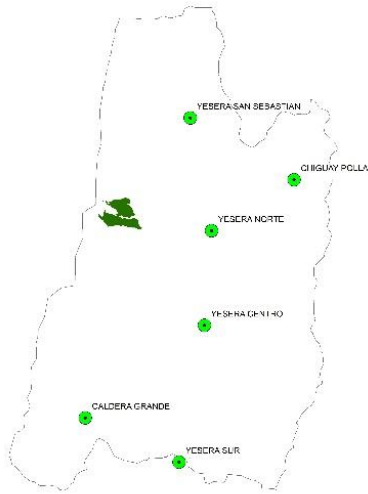 YESERA SAN SEBASTIAN
CHIGUAY POLLA
YESERA NORTE
YESERA CENTRO
CALDERA GRANDE
YESERA SUR